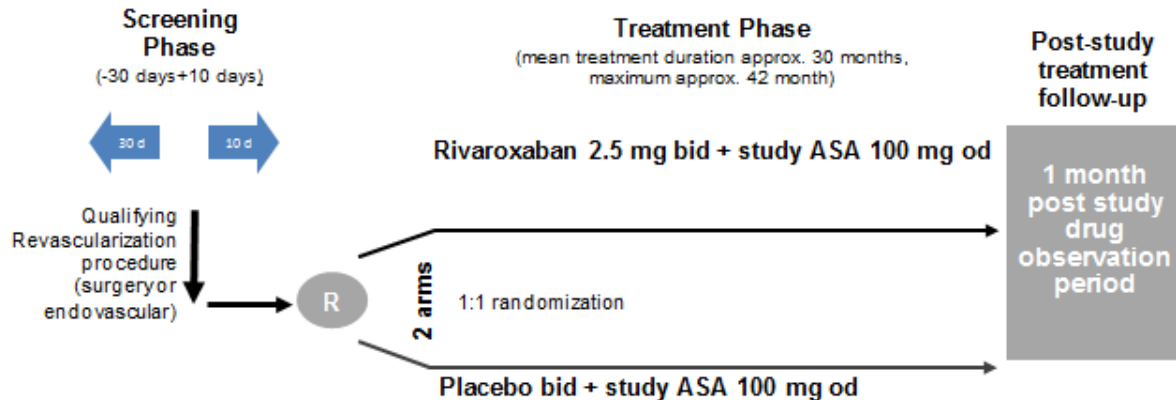 Screening
Phase
(-30 days+10 days)
30 d
10 d
Qualifying
Revascularization
procedure
(surgery or
endovascular)
R
Treatment Phase
(mean treatment duration approx. 30 months,
maximum approx. 42 month)
Rivaroxaban 2.5 mg bid + study ASA 100 mg od
2 arms
1:1 randomization
Placebo bid + study ASA 100 mg od
Post-study
treatment
follow-up
1 month
post study
drug
observation
period